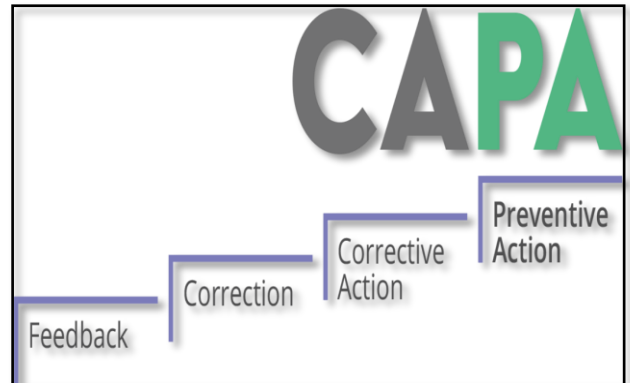 CAPA
Preventive
Action
Corrective
Action
Correction
Feedback